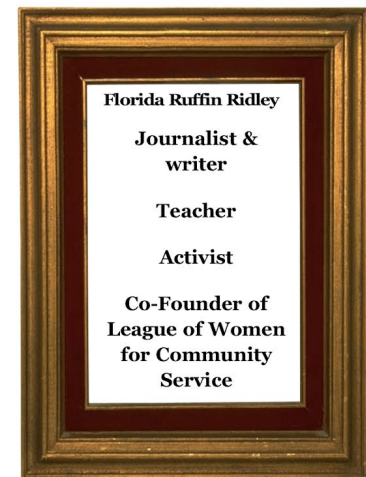 Florida Ruffin Ridley
Journalist &
writer
Teacher
Activist
Co-Founder of
League of Women
for Community
Service